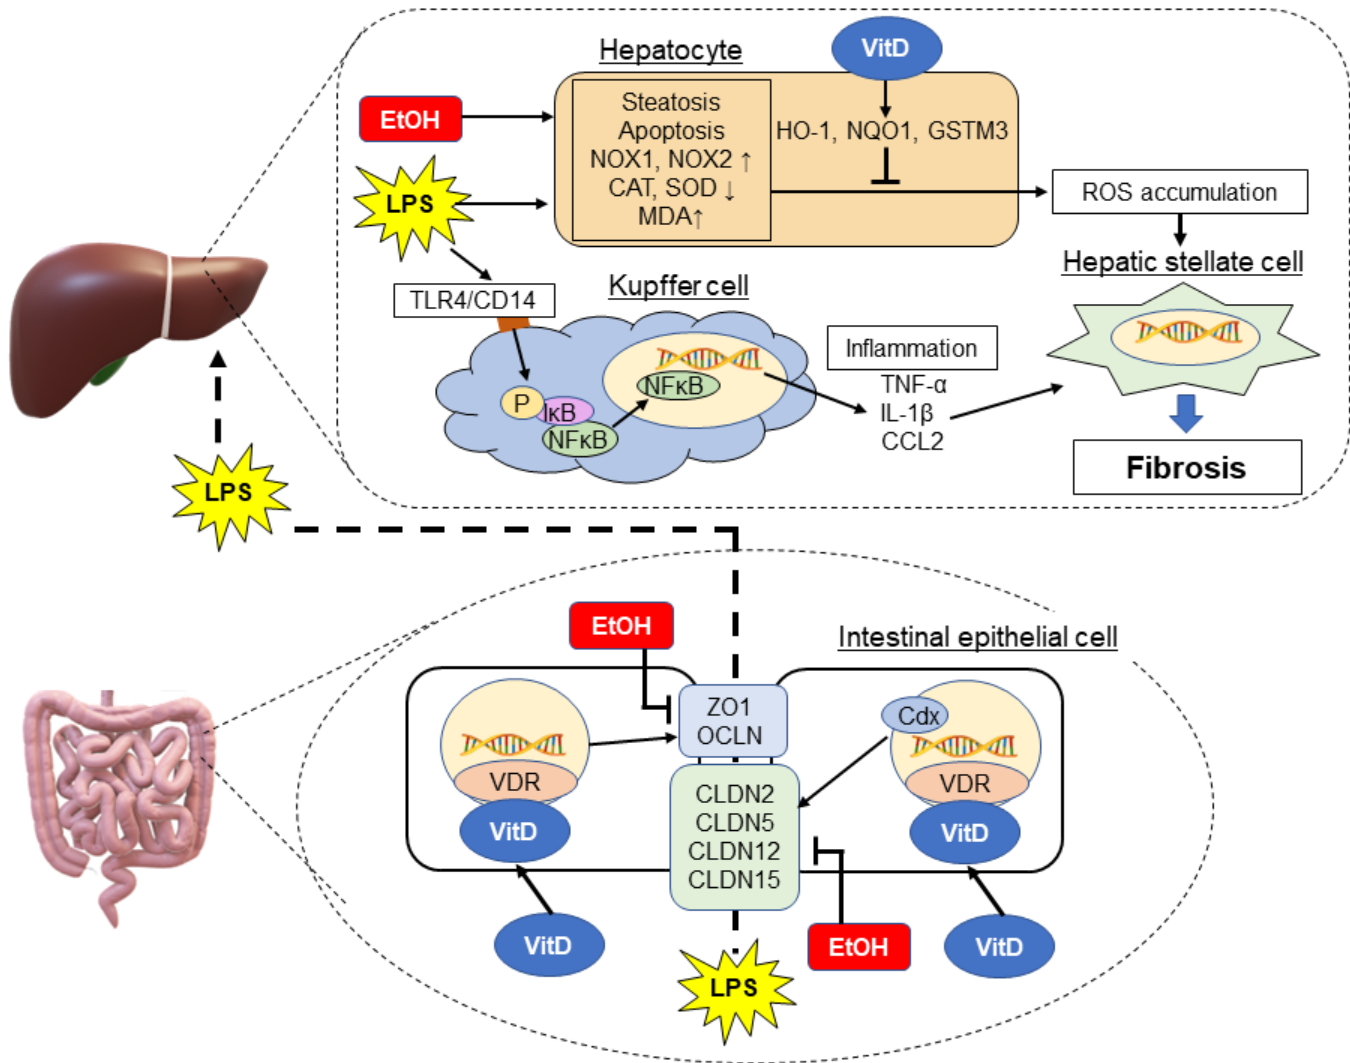 Hepatocyte
VitD
EtOH
Steatosis
Apoptosis
NOX1, NOX2 ↑
CAT, SOD ↓
MDA↑
HO-1, NQO1, GSTM3
LPS
ROS accumulation
TLR4/CD14
Kupffer cell
Hepatic stellate cell
Inflammation
TNF-α
IL-1β
CCL2
NFκB
P
IκB
NFκB
Fibrosis
LPS
EtOH
Intestinal epithelial cell
ZO1
OCLN
Cdx
VDR
VitD
CLDN2
CLDN5
CLDN12
CLDN15
VDR
VitD
VitD
EtOH
VitD
LPS